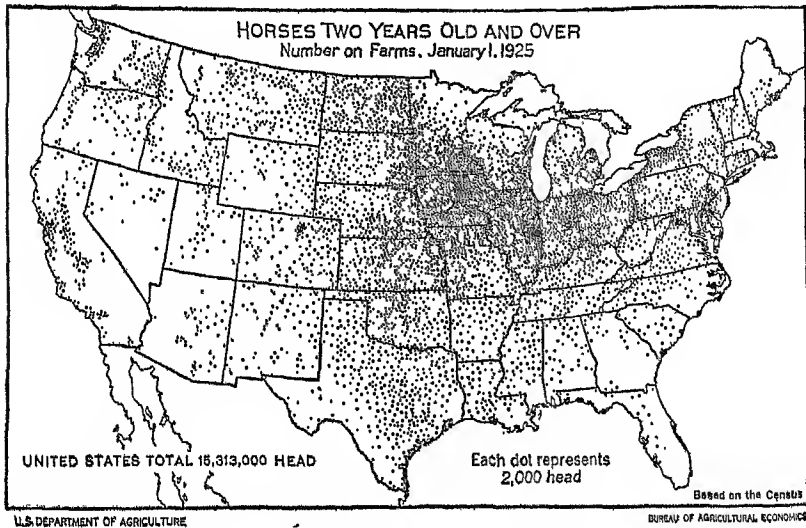 HORSES TWO YEARS OLD AND OVER
Number on Farms, January 1, 1925
UNITED STATES TOTAL 15,313,000 HEAD
Each dot represents
2,000 head
Based on the Census
U.S. DEPARTMENT OF AGRICULTURE
BUREAU OF AGRICULTURAL ECONOMICS